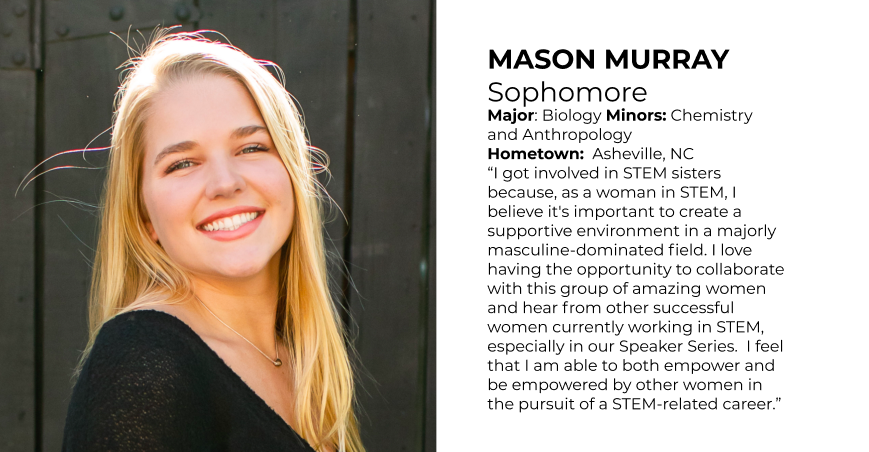 MASON MURRAY
Sophomore
Major: Biology Minors: Chemistry
and Anthropology
Hometown:  Asheville, NC
“I got involved in STEM sisters
because, as a woman in STEM, I
believe it's important to create a
supportive environment in a majorly
masculine-dominated field. I love
having the opportunity to collaborate
with this group of amazing women
and hear from other successful
women currently working in STEM,
especially in our Speaker Series.  I feel
that I am able to both empower and
be empowered by other women in
the pursuit of a STEM-related career.”